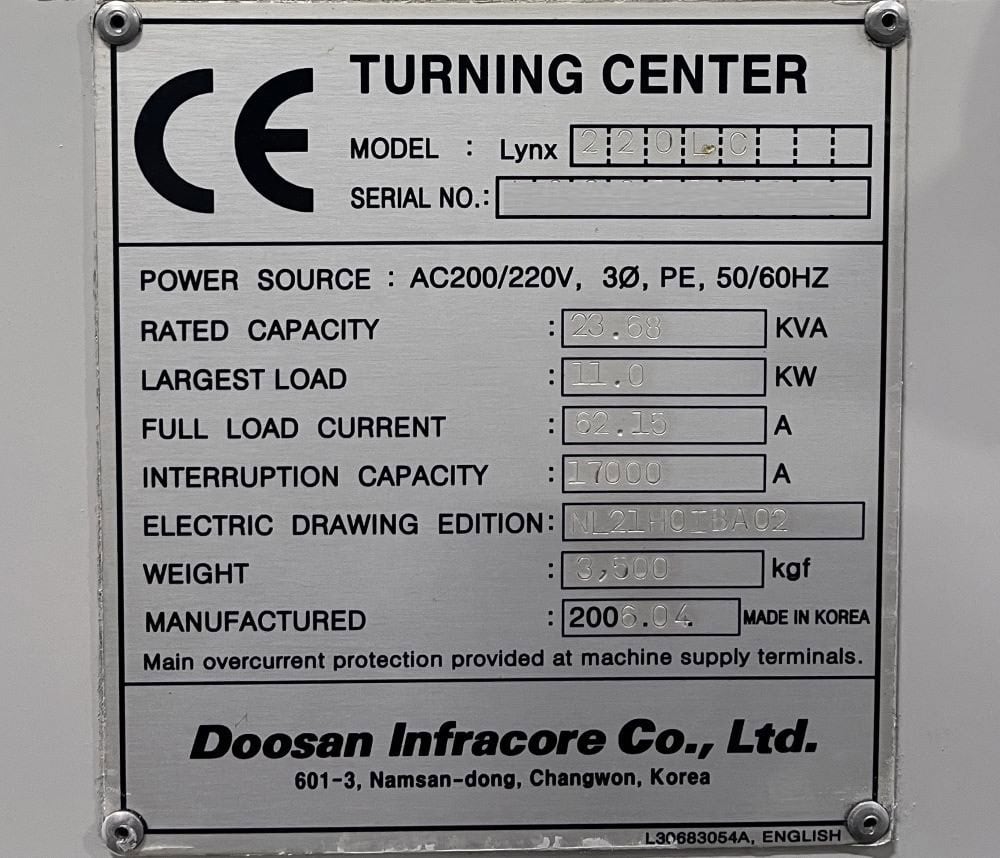 CE TURNING CENTER
MODEL : Lynx 220LC
SERIAL NO.:
POWER SOURCE : AC200/220V, 3Ø, PE, 50/60HZ
RATED CAPACITY : 23.68 KVA
LARGEST LOAD : 11.0 KW
FULL LOAD CURRENT : 62.15 A
INTERRUPTION CAPACITY : 17000 A
ELECTRIC DRAWING EDITION: NL21H0IBA02
WEIGHT : 3,500 kgf
MANUFACTURED : 2006.04. MADE IN KOREA
Main overcurrent protection provided at machine supply terminals.
Doosan Infracore Co., Ltd.
601-3, Namsan-dong, Changwon, Korea
L30683054A, ENGLISH